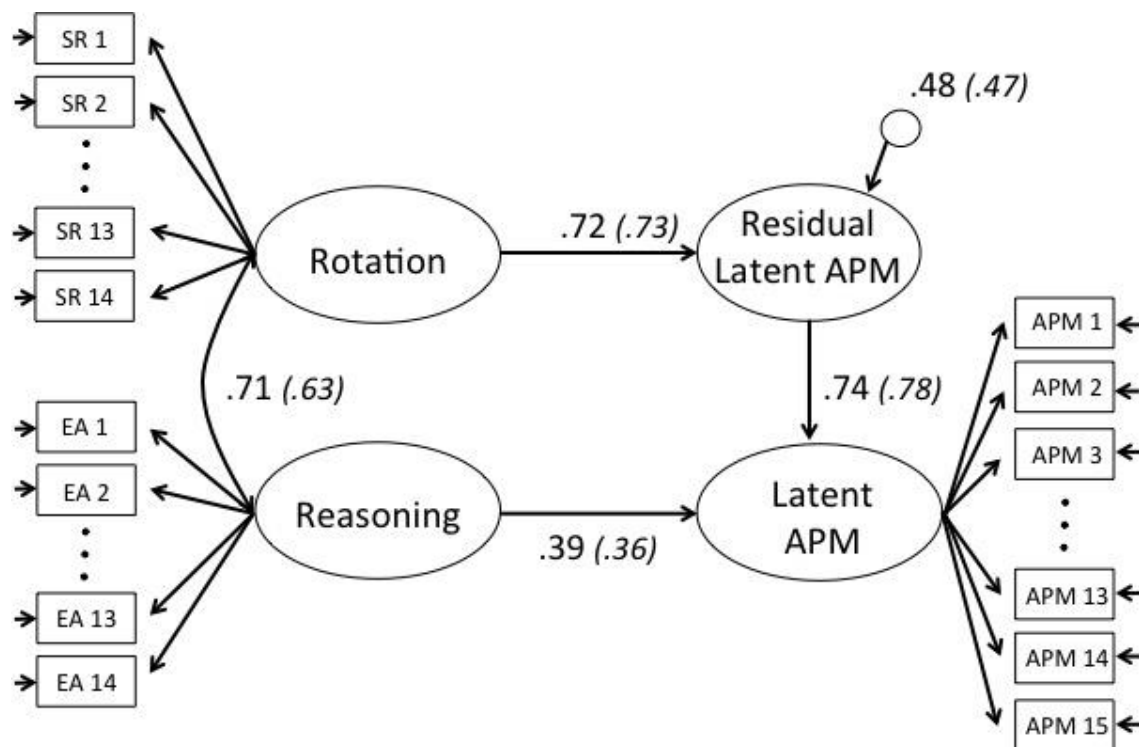 SR 1
SR 2
SR 13
SR 14
.48 (.47)
Rotation
.72 (.73)
Residual
Latent APM
.71 (.63)
.74 (.78)
EA 1
EA 2
EA 13
EA 14
Reasoning
.39 (.36)
Latent
APM
APM 1
APM 2
APM 3
APM 13
APM 14
APM 15